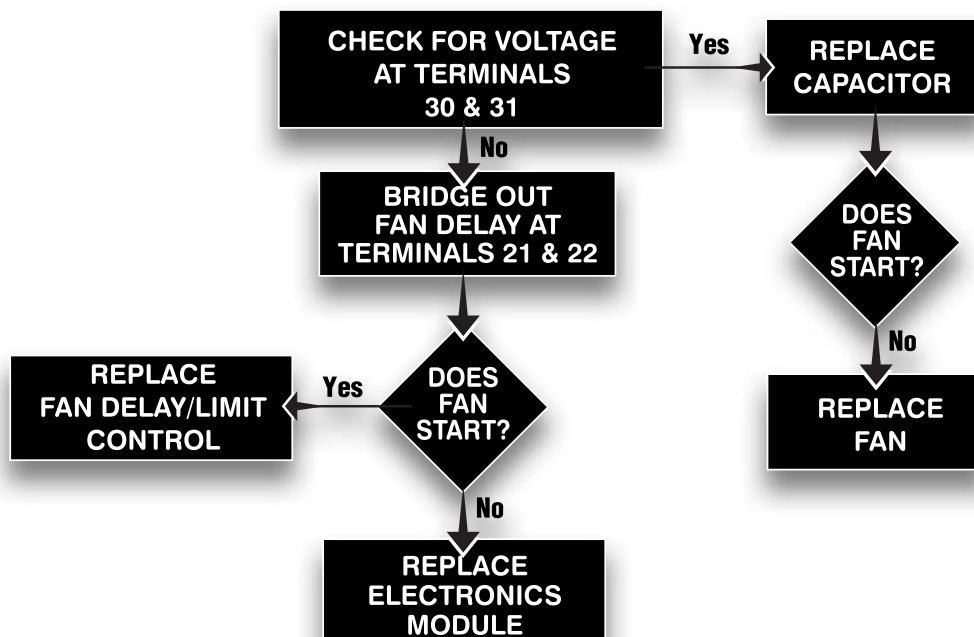 CHECK FOR VOLTAGE
AT TERMINALS
30 & 31
Yes
REPLACE
CAPACITOR
No
BRIDGE OUT
FAN DELAY AT
TERMINALS 21 & 22
DOES
FAN
START?
No
REPLACE
FAN
DOES
FAN
START?
Yes
REPLACE
FAN DELAY/LIMIT
CONTROL
No
REPLACE
ELECTRONICS
MODULE